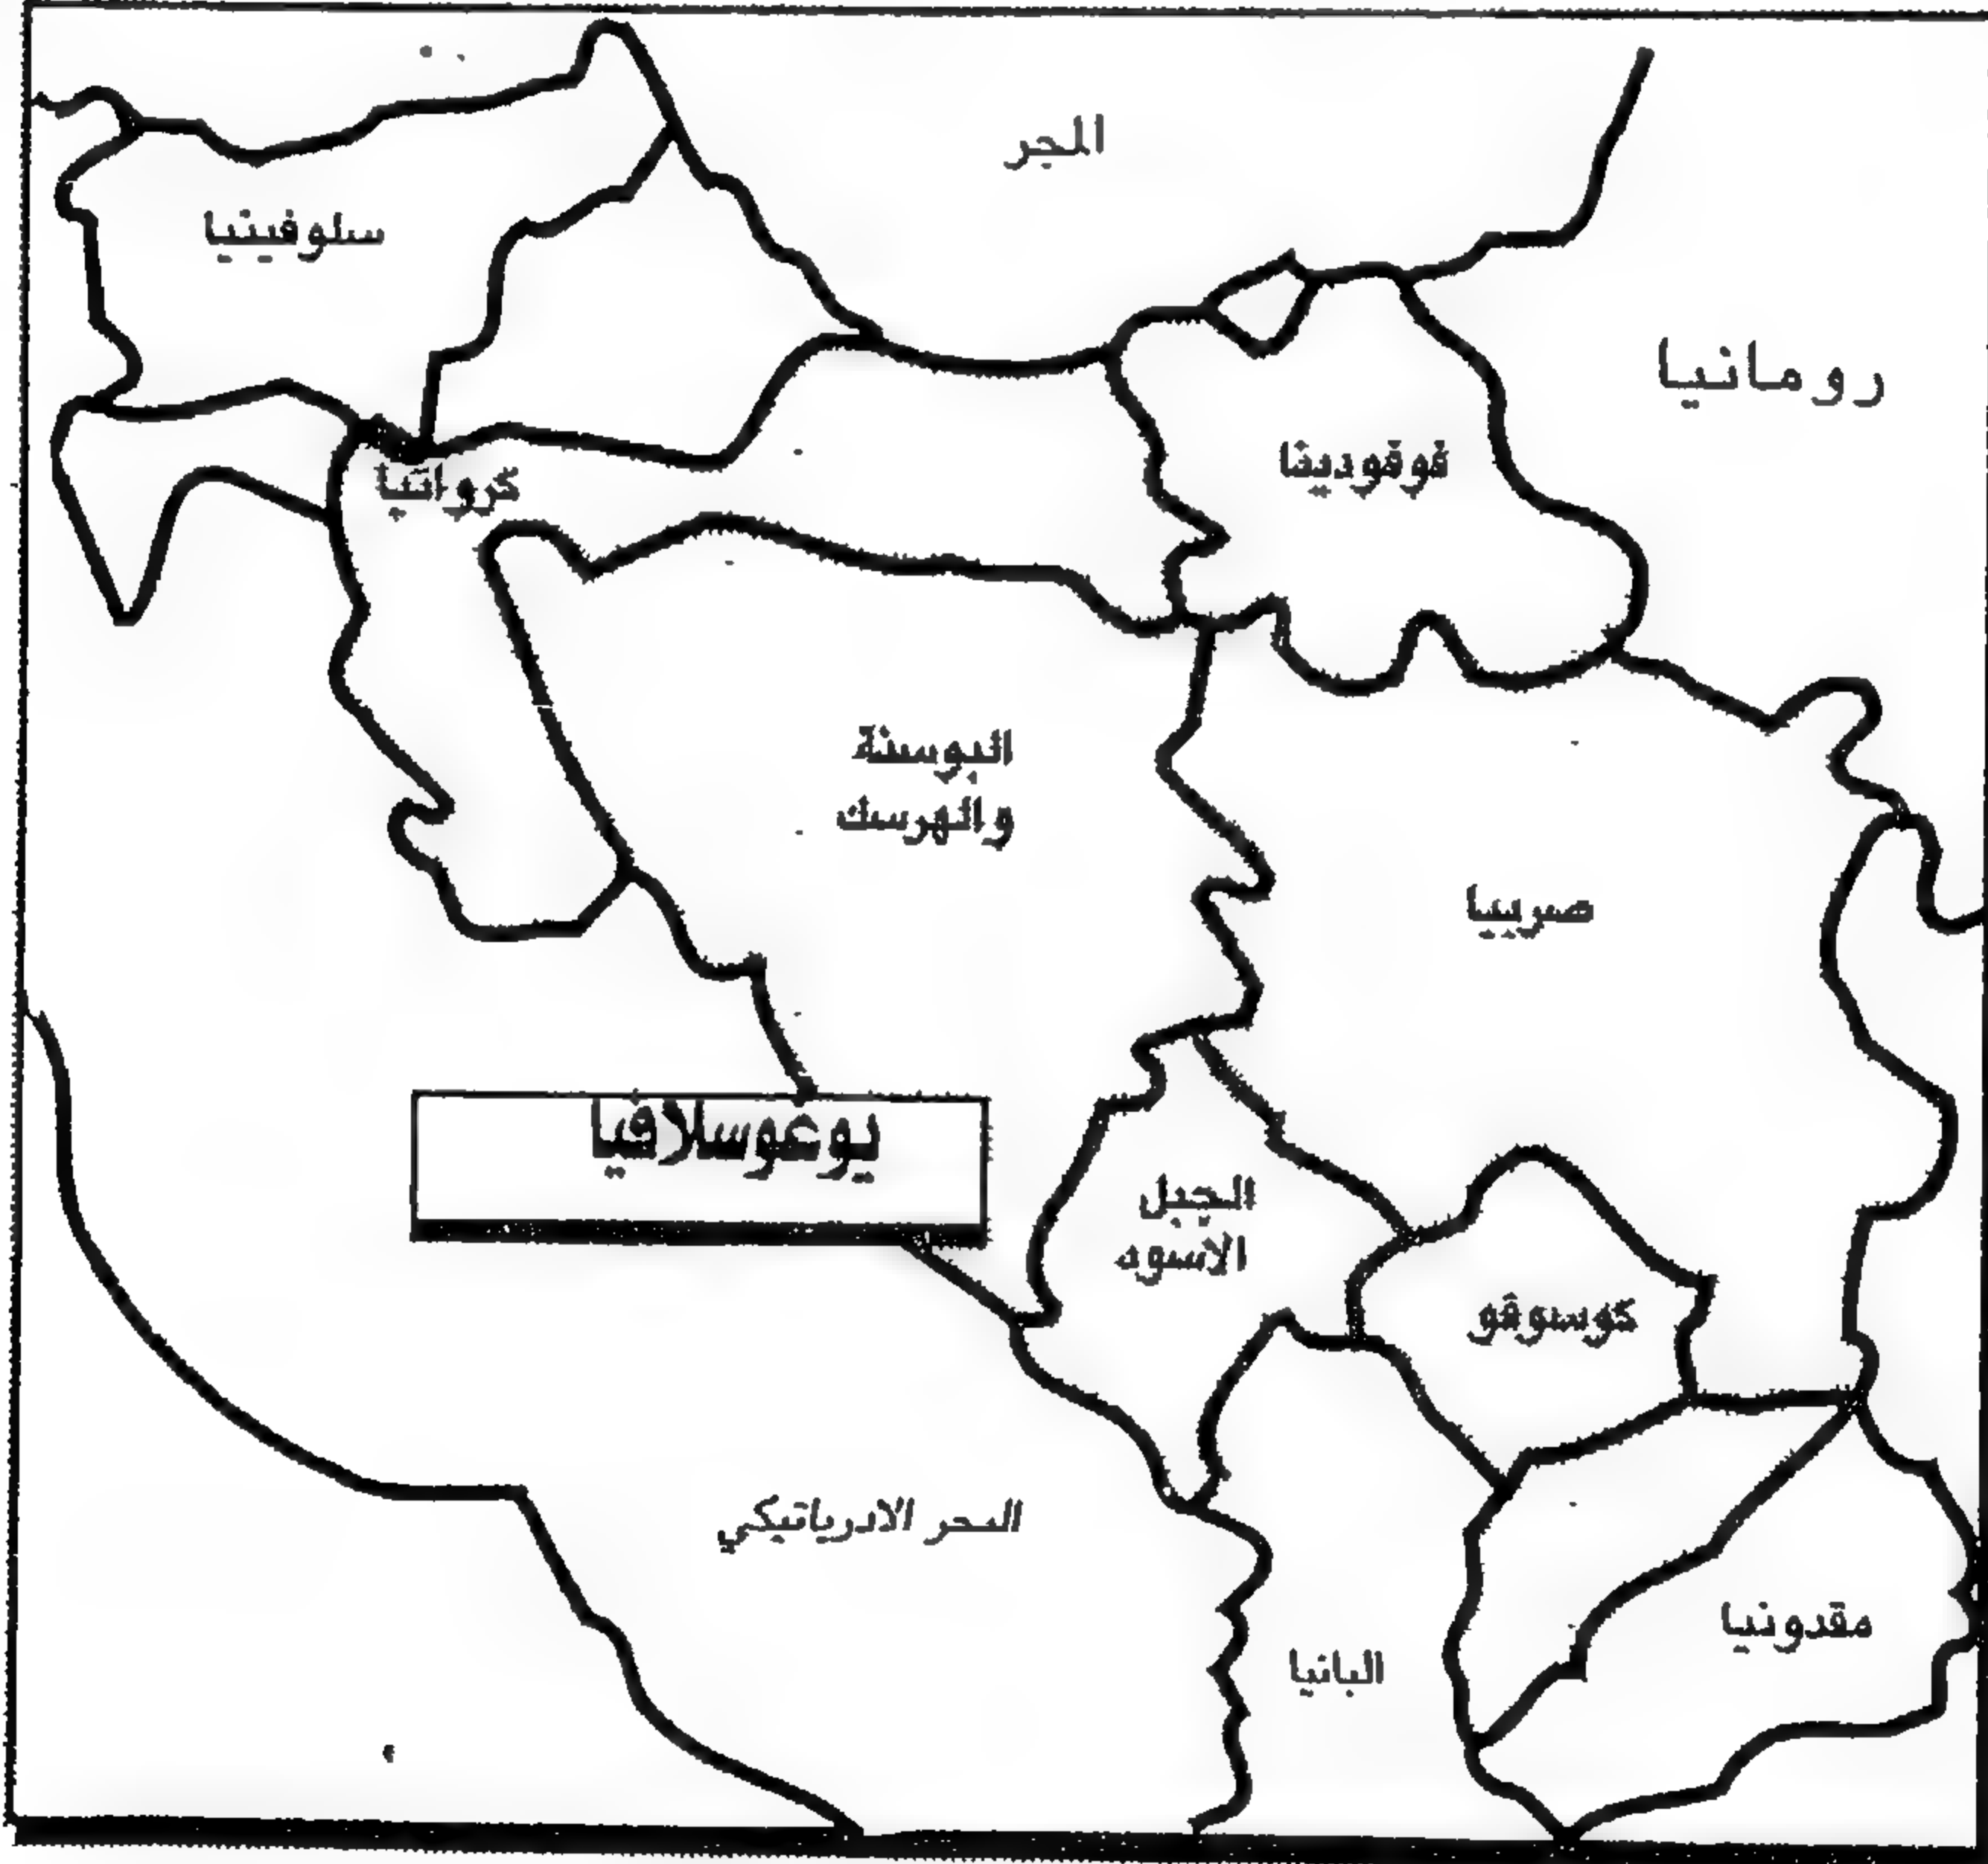 المجر
سلوفينيا
رومانيا
فوفودينا
كرواتيا
البوسنة
والهرسك
صربيا
يوغوسلافيا
الجبل
الاسود
كوسوفو
البحر الادرياتيكي
مقدونيا
البانيا